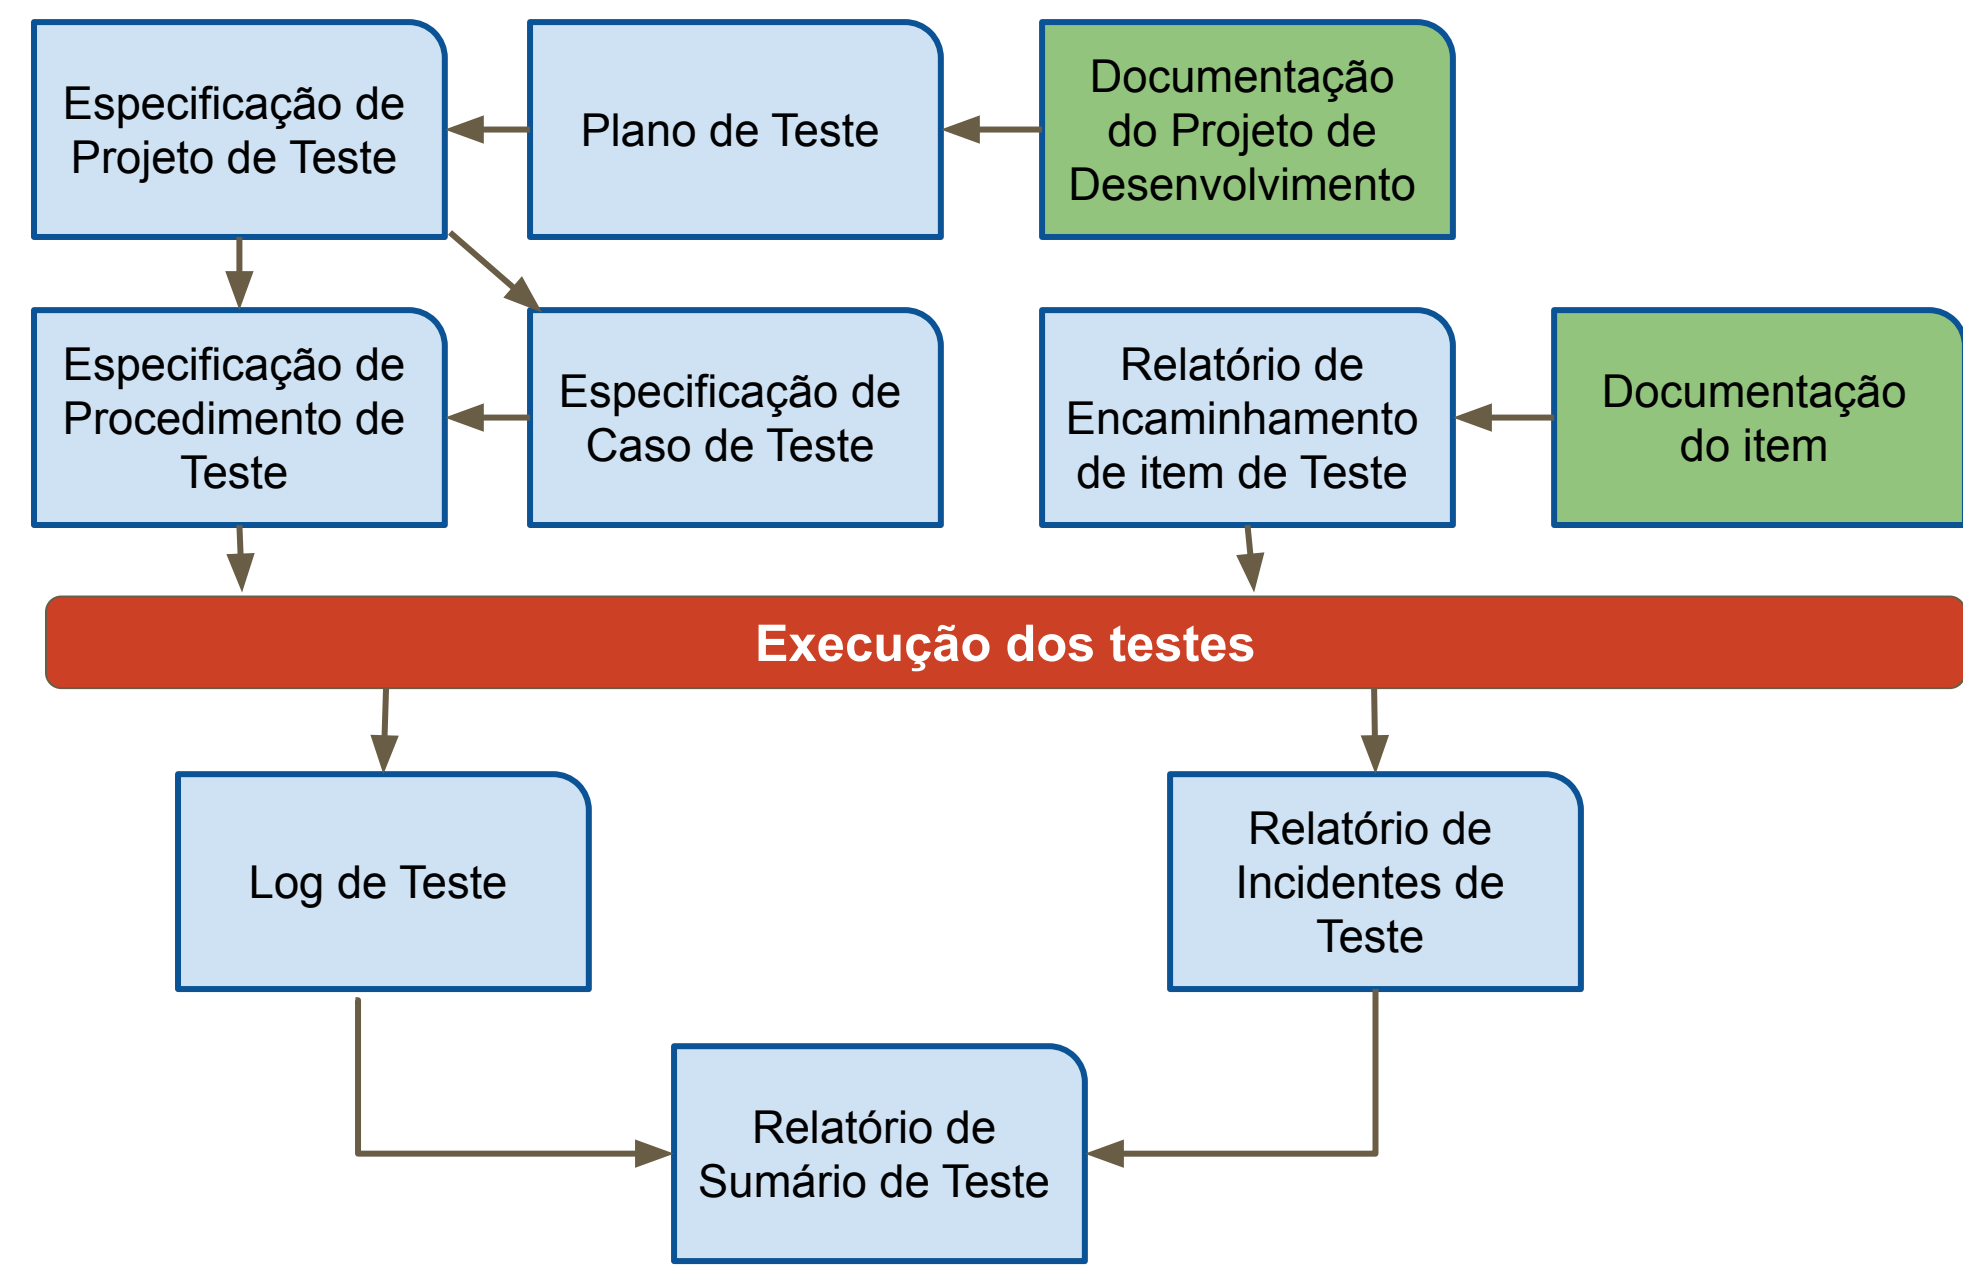 Especificação de
Projeto de Teste
Plano de Teste
Documentação
do Projeto de
Desenvolvimento
Especificação de
Procedimento de
Teste
Especificação de
Caso de Teste
Relatório de
Encaminhamento
de item de Teste
Documentação
do item
Execução dos testes
Log de Teste
Relatório de
Incidentes de
Teste
Relatório de
Sumário de Teste